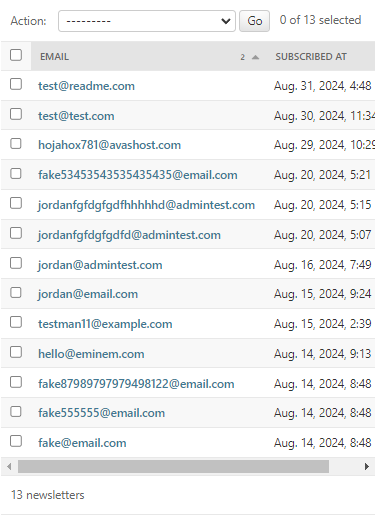 Action: --------- Go 0 of 13 selected
EMAIL 2 SUBSCRIBED AT
test@readme.com Aug. 31, 2024, 4:48
test@test.com Aug. 30, 2024, 11:34
hojahox781@avashost.com Aug. 29, 2024, 10:29
fake53453543535435435@email.com Aug. 20, 2024, 5:21
jordanfgfdgfgdfhhhhhd@admintest.com Aug. 20, 2024, 5:15
jordanfgfdgfgdfd@admintest.com Aug. 20, 2024, 5:07
jordan@admintest.com Aug. 16, 2024, 7:49
jordan@email.com Aug. 15, 2024, 9:24
testman11@example.com Aug. 15, 2024, 2:39
hello@eminem.com Aug. 14, 2024, 9:13
fake87989797979498122@email.com Aug. 14, 2024, 8:48
fake555555@email.com Aug. 14, 2024, 8:48
fake@email.com Aug. 14, 2024, 8:48
13 newsletters